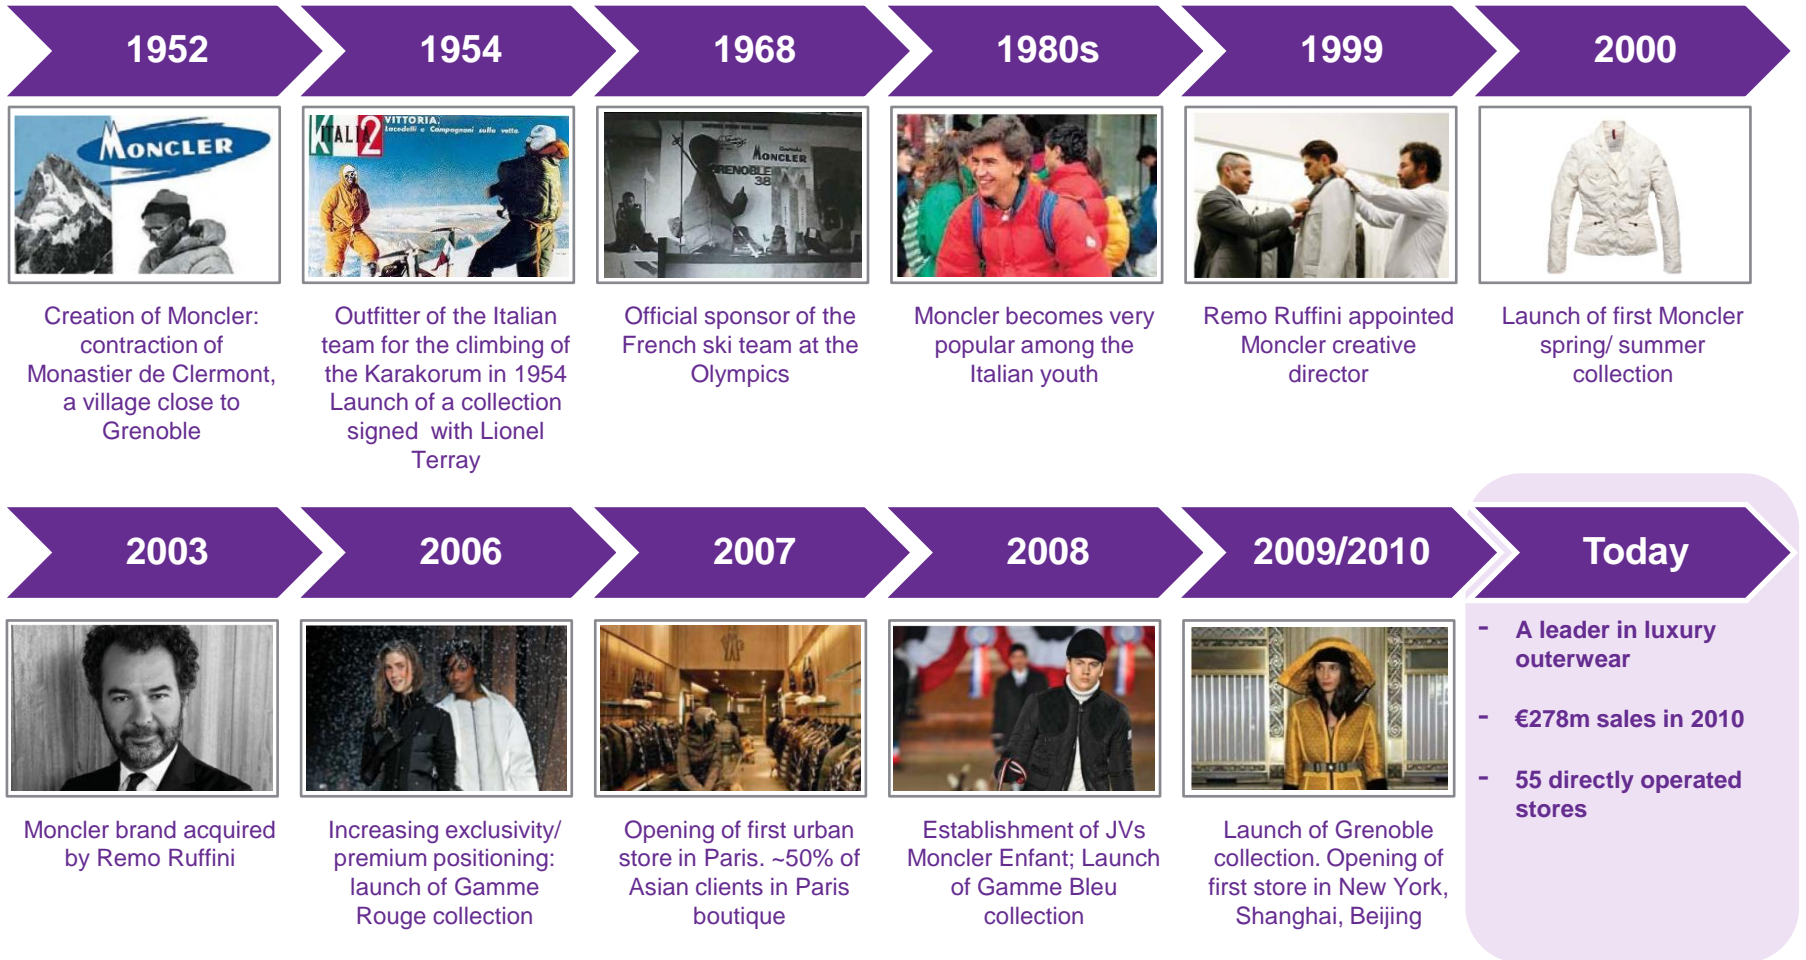 1952
1954
1968
1980s
1999
2000
MONCLER
KITALIA2
VITTORIA:
Lacedelli e Compagnoni sulla vetta.
MONCLER
GRENOBLE
38
Creation of Moncler:
contraction of
Monastier de Clermont,
a village close to
Grenoble
Outfitter of the Italian
team for the climbing of
the Karakorum in 1954
Launch of a collection
signed with Lionel
Terray
Official sponsor of the
French ski team at the
Olympics
Moncler becomes very
popular among the
Italian youth
Remo Ruffini appointed
Moncler creative
director
Launch of first Moncler
spring/ summer
collection
2003
2006
2007
2008
2009/2010
Today
Moncler brand acquired
by Remo Ruffini
Increasing exclusivity/
premium positioning:
launch of Gamme
Rouge collection
Opening of first urban
store in Paris. ~50% of
Asian clients in Paris
boutique
Establishment of JVs
Moncler Enfant; Launch
of Gamme Bleu
collection
Launch of Grenoble
collection. Opening of
first store in New York,
Shanghai, Beijing
- A leader in luxury
outerwear
- €278m sales in 2010
- 55 directly operated
stores